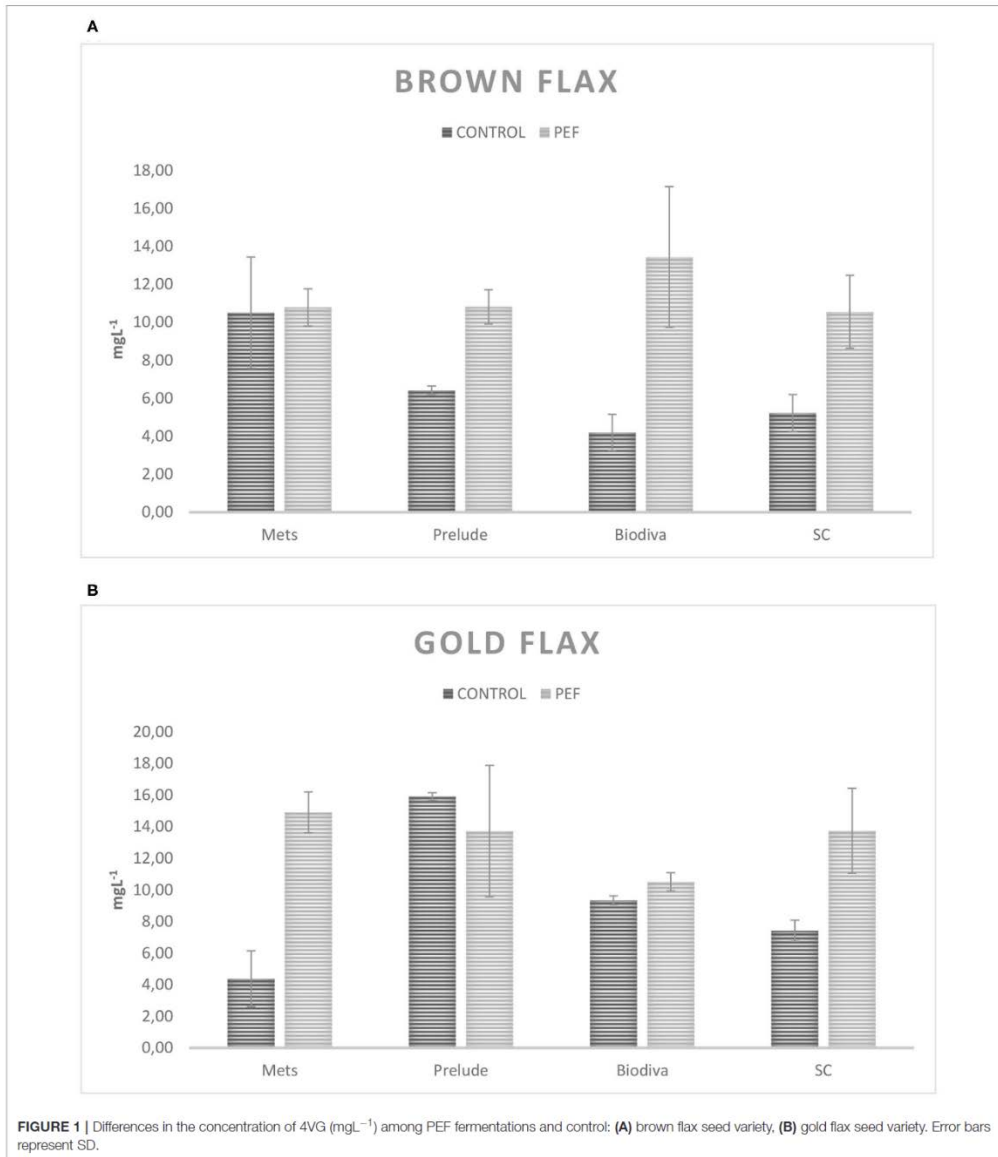 A
BROWN FLAX
CONTROL PEF
18,00
16,00
14,00
12,00
10,00
8,00
6,00
4,00
2,00
0,00
mgL⁻¹
Mets Prelude Biodiva SC
B
GOLD FLAX
CONTROL PEF
20,00
18,00
16,00
14,00
12,00
10,00
8,00
6,00
4,00
2,00
0,00
mgL⁻¹
Mets Prelude Biodiva SC
FIGURE 1 | Differences in the concentration of 4VG (mgL⁻¹) among PEF fermentations and control: (A) brown flax seed variety, (B) gold flax seed variety. Error bars
represent SD.